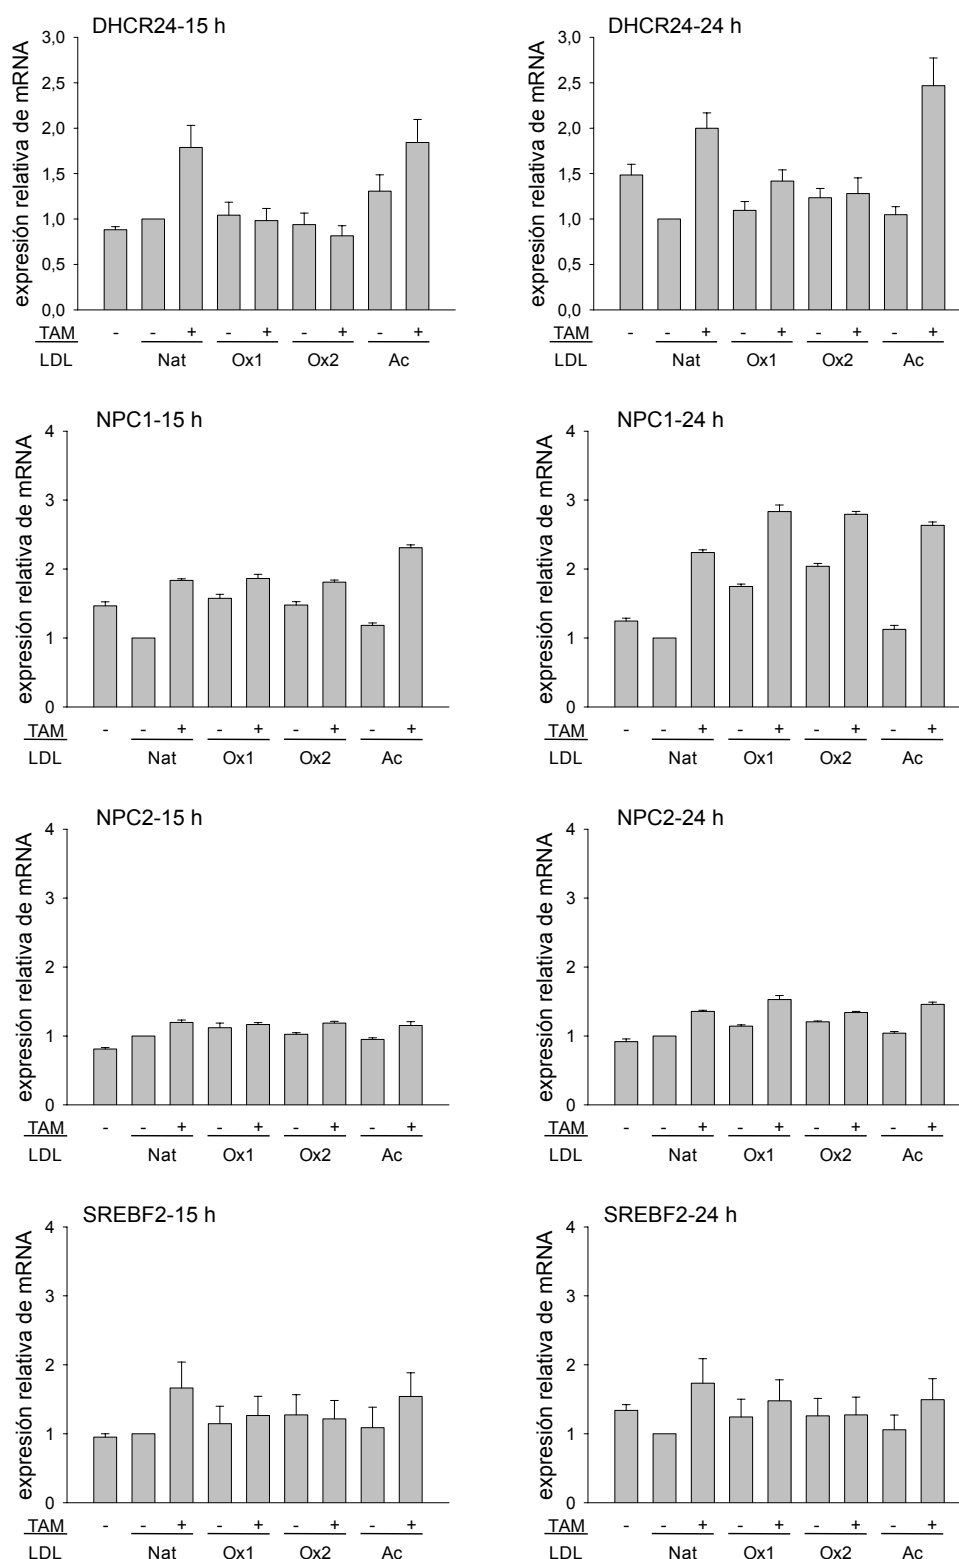 DHCR24-15 h
expresión relativa de mRNA
3,0
2,5
2,0
1,5
1,0
0,5
0,0
TAM - - + - + - + - +
LDL Nat Ox1 Ox2 Ac
DHCR24-24 h
expresión relativa de mRNA
3,0
2,5
2,0
1,5
1,0
0,5
0,0
TAM - - + - + - + - +
LDL Nat Ox1 Ox2 Ac
NPC1-15 h
expresión relativa de mRNA
4
3
2
1
0
TAM - - + - + - + - +
LDL Nat Ox1 Ox2 Ac
NPC1-24 h
expresión relativa de mRNA
4
3
2
1
0
TAM - - + - + - + - +
LDL Nat Ox1 Ox2 Ac
NPC2-15 h
expresión relativa de mRNA
4
3
2
1
0
TAM - - + - + - + - +
LDL Nat Ox1 Ox2 Ac
NPC2-24 h
expresión relativa de mRNA
4
3
2
1
0
TAM - - + - + - + - +
LDL Nat Ox1 Ox2 Ac
SREBF2-15 h
expresión relativa de mRNA
4
3
2
1
0
TAM - - + - + - + - +
LDL Nat Ox1 Ox2 Ac
SREBF2-24 h
expresión relativa de mRNA
4
3
2
1
0
TAM - - + - + - + - +
LDL Nat Ox1 Ox2 Ac